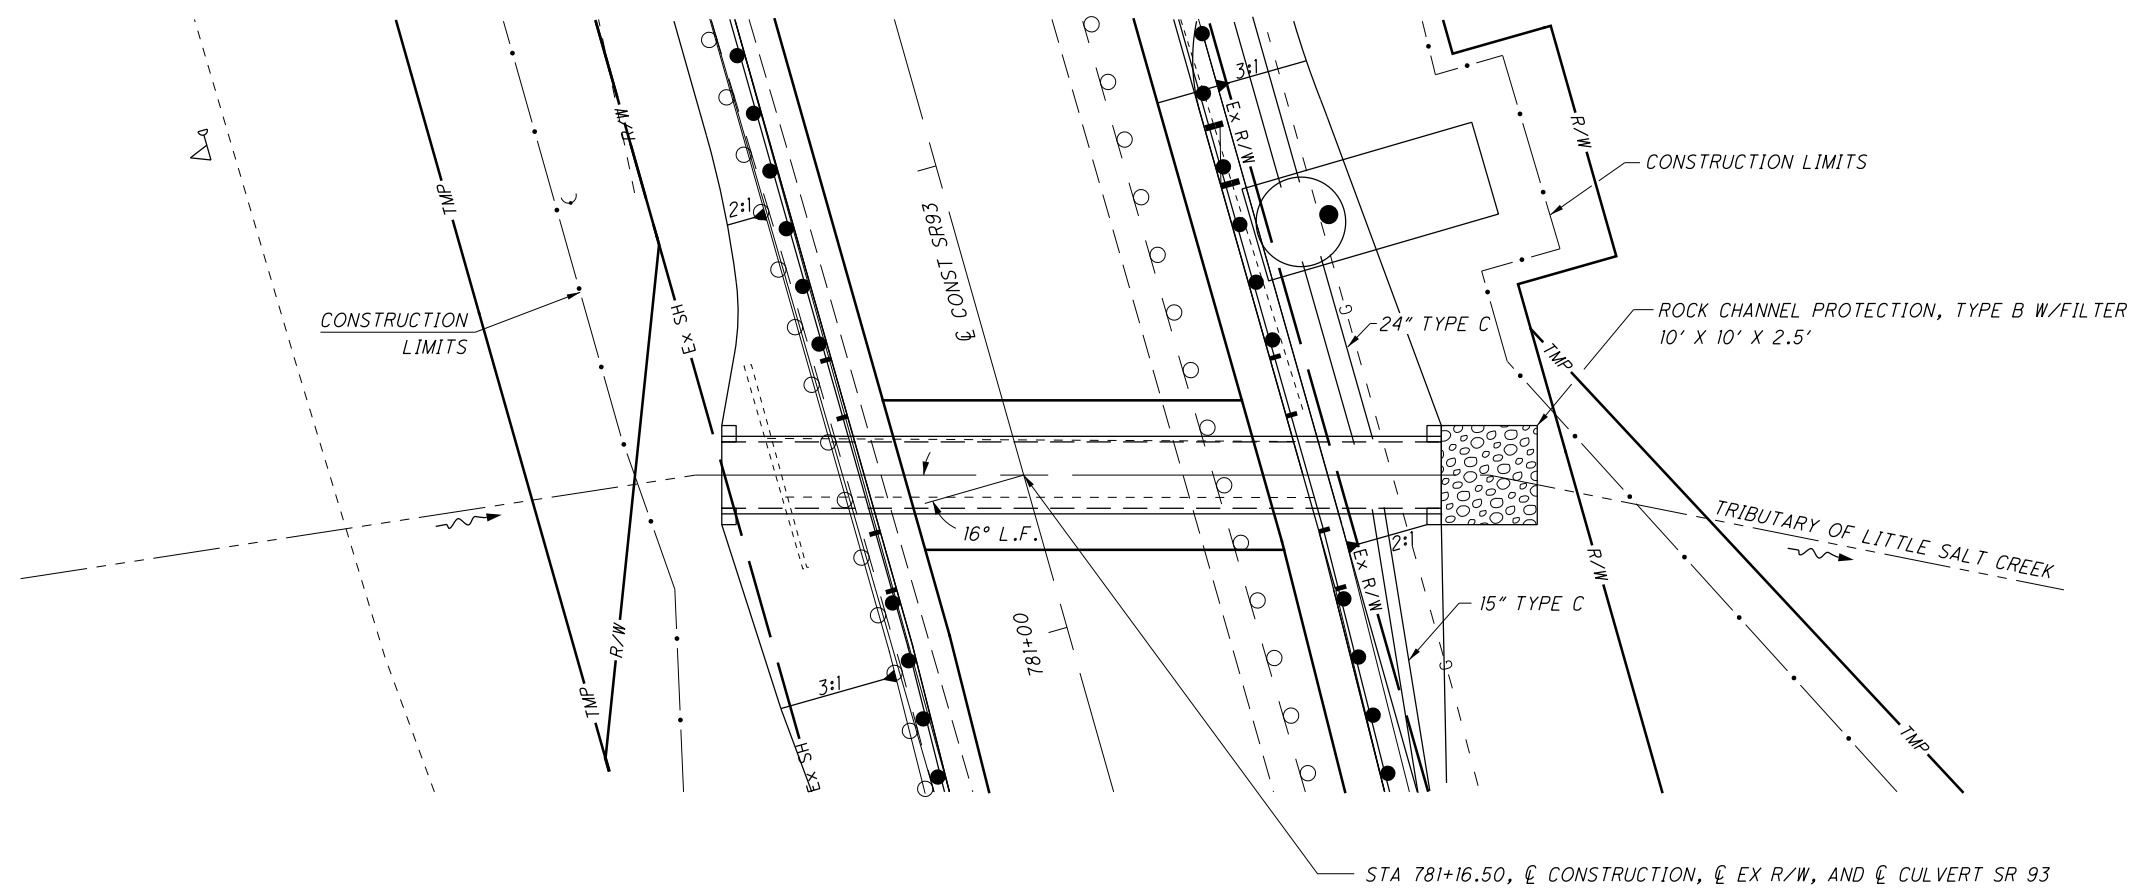 R/W
3:1
Ex R/W
R/W
CONSTRUCTION LIMITS
TMP
2:1
℄ CONST SR93
CONSTRUCTION
LIMITS
Ex SH
24" TYPE C
ROCK CHANNEL PROTECTION, TYPE B W/FILTER
10' X 10' X 2.5'
TMP
16° L.F.
2:1
TRIBUTARY OF LITTLE SALT CREEK
Ex R/W
R/W
15" TYPE C
781+00
R/W
TMP
3:1
Ex SH
TMP
STA 781+16.50, ℄ CONSTRUCTION, ℄ EX R/W, AND ℄ CULVERT SR 93